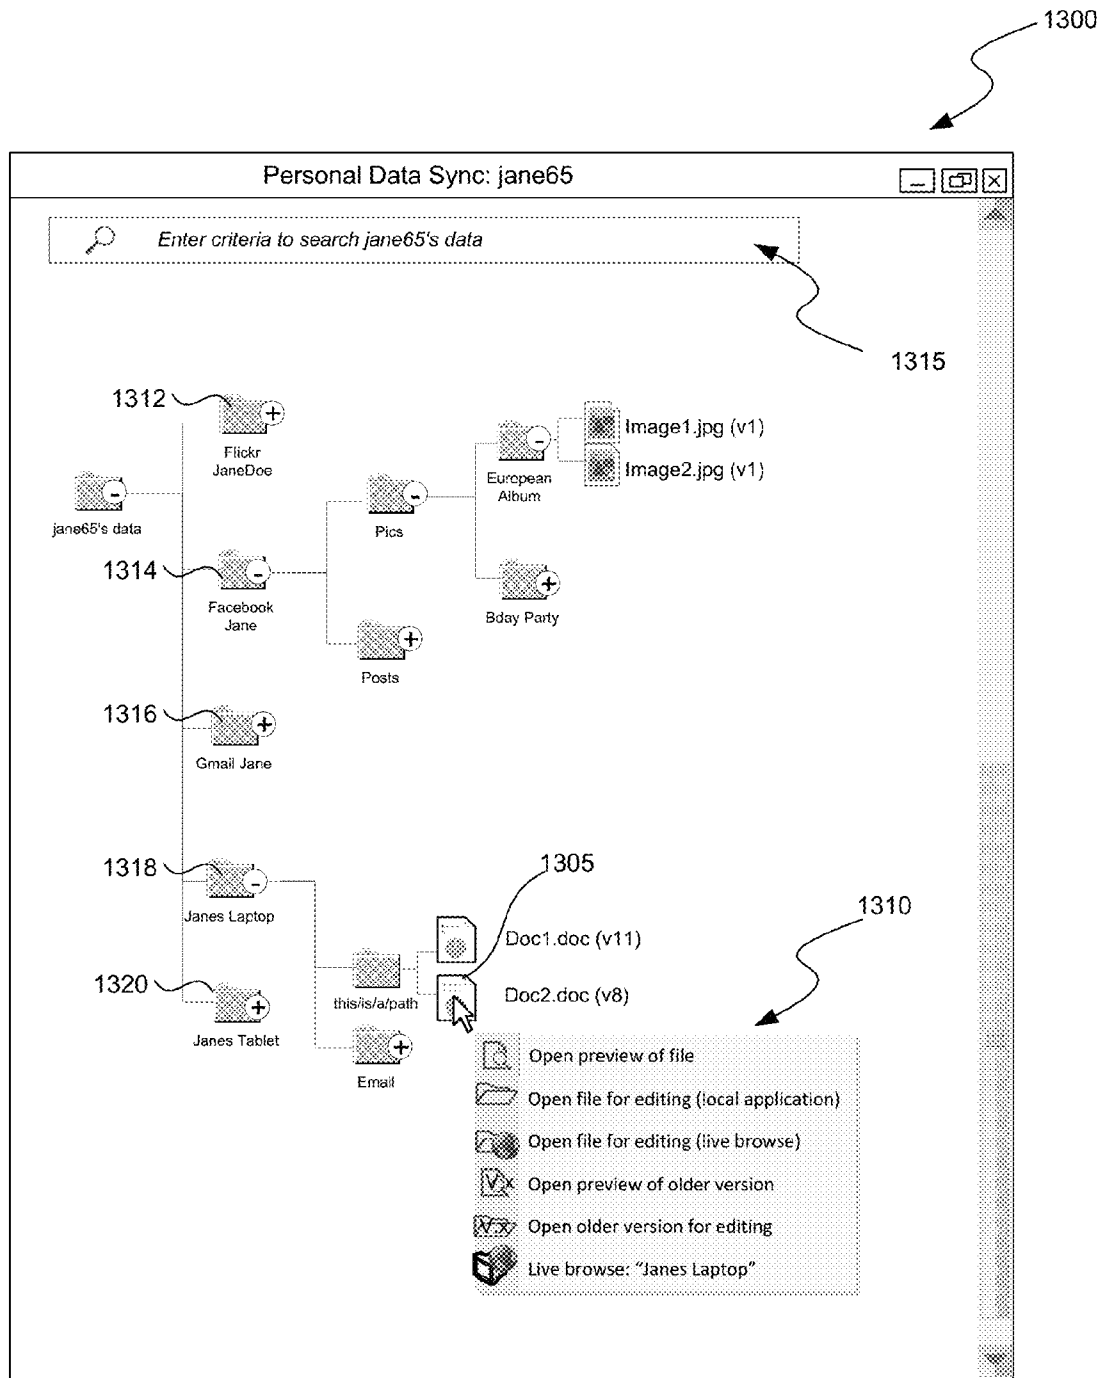 1300
Personal Data Sync: jane65
Enter criteria to search jane65's data
1315
1312
Flickr
JaneDoe
jane65's data
1314
Facebook
Jane
Pics
European
Album
Image1.jpg (v1)
Image2.jpg (v1)
Bday Party
Posts
1316
Gmail Jane
1318
Janes Laptop
1305
1310
Doc1.doc (v11)
this/is/a/path
Doc2.doc (v8)
1320
Janes Tablet
Email
Open preview of file
Open file for editing (local application)
Open file for editing (live browse)
Open preview of older version
Open older version for editing
Live browse: “Janes Laptop”